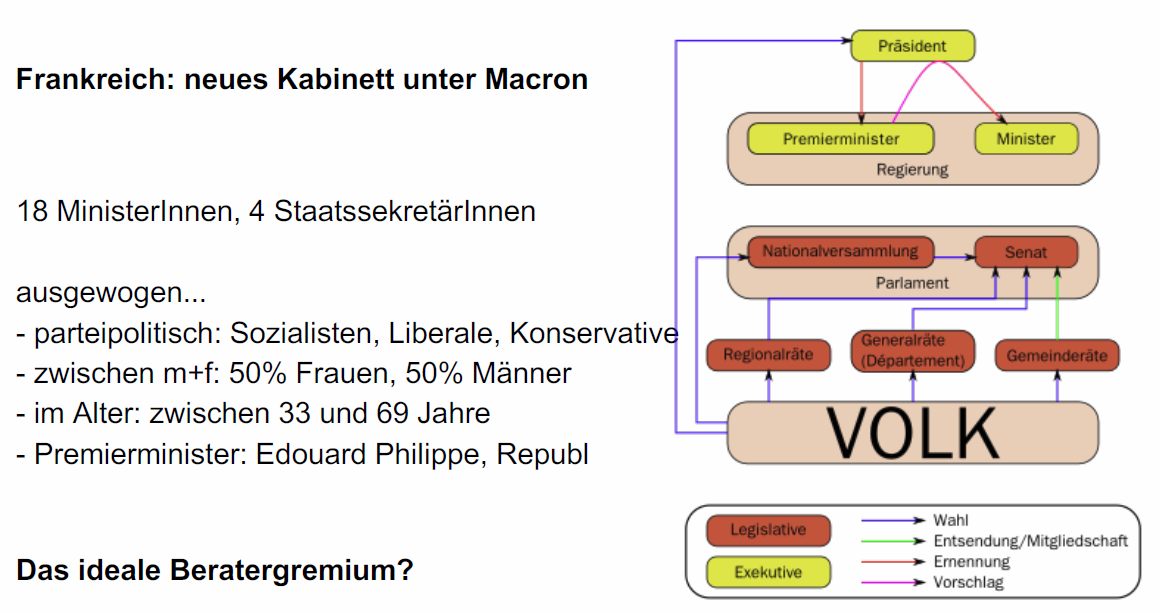 Frankreich: neues Kabinett unter Macron
18 MinisterInnen, 4 StaatssekretärInnen
ausgewogen...
- parteipolitisch: Sozialisten, Liberale, Konservative
- zwischen m+f: 50% Frauen, 50% Männer
- im Alter: zwischen 33 und 69 Jahre
- Premierminister: Edouard Philippe, Republ
Das ideale Beratergremium?
Präsident
Premierminister
Minister
Regierung
Nationalversammlung
Senat
Parlament
Regionalräte
Generalräte
(Département)
Gemeinderäte
VOLK
Legislative
Exekutive
Wahl
Entsendung/Mitgliedschaft
Ernennung
Vorschlag